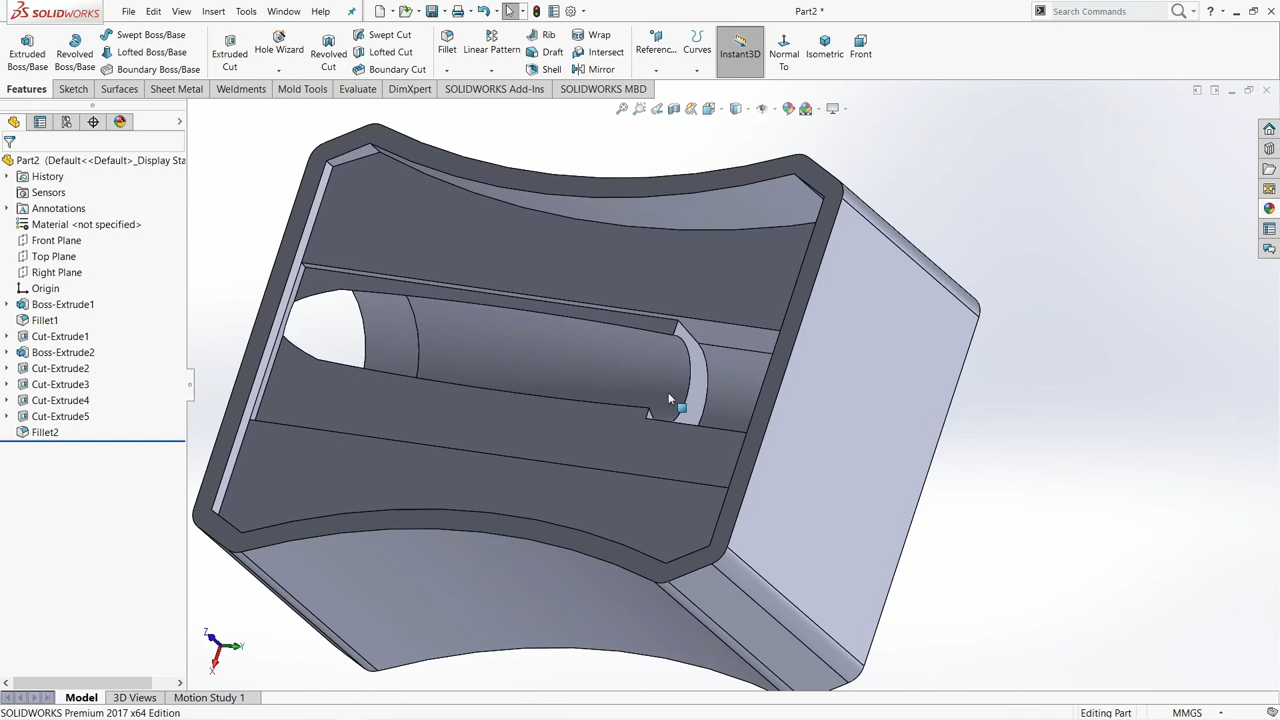 SOLIDWORKS File Edit View Insert Tools Window Help Part2 * Search Commands ?
Extruded Boss/Base Revolved Boss/Base Swept Boss/Base Lofted Boss/Base Boundary Boss/Base Extruded Cut Hole Wizard Revolved Cut Swept Cut Lofted Cut Boundary Cut Fillet Linear Pattern Rib Draft Shell Wrap Intersect Mirror Referenc... Curves Instant3D Normal To Isometric Front
Features Sketch Surfaces Sheet Metal Weldments Mold Tools Evaluate DimXpert SOLIDWORKS Add-Ins SOLIDWORKS MBD
Part2 (Default<<Default>_Display Sta
History
Sensors
Annotations
Material <not specified>
Front Plane
Top Plane
Right Plane
Origin
Boss-Extrude1
Fillet1
Cut-Extrude1
Boss-Extrude2
Cut-Extrude2
Cut-Extrude3
Cut-Extrude4
Cut-Extrude5
Fillet2
Z Y X
Model 3D Views Motion Study 1
SOLIDWORKS Premium 2017 x64 Edition Editing Part MMGS